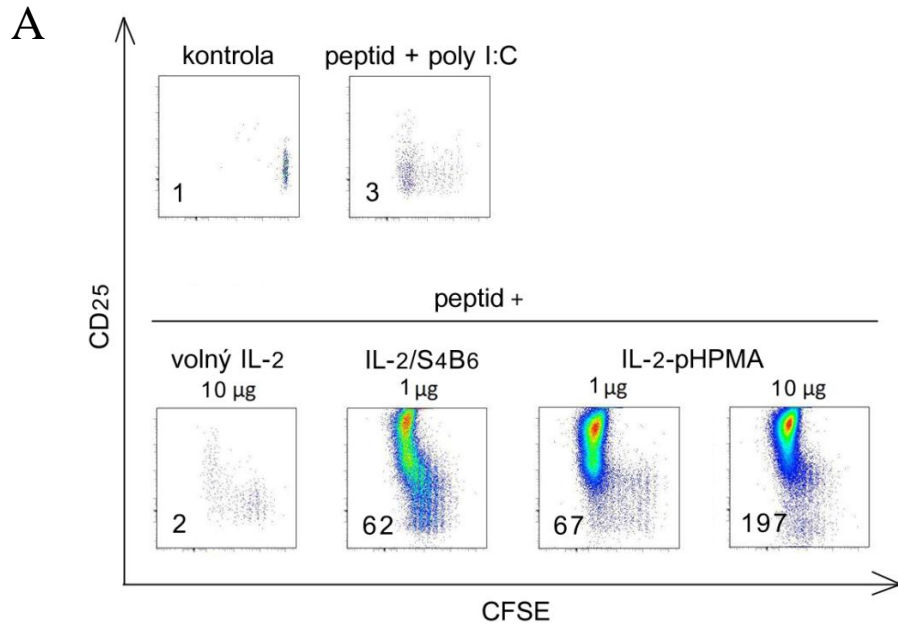 A
kontrola
peptid + poly I:C
1
3
CD25
peptid +
volný IL-2
IL-2/S4B6
IL-2-pHPMA
10 µg
1 µg
1 µg
10 µg
2
62
67
197
CFSE